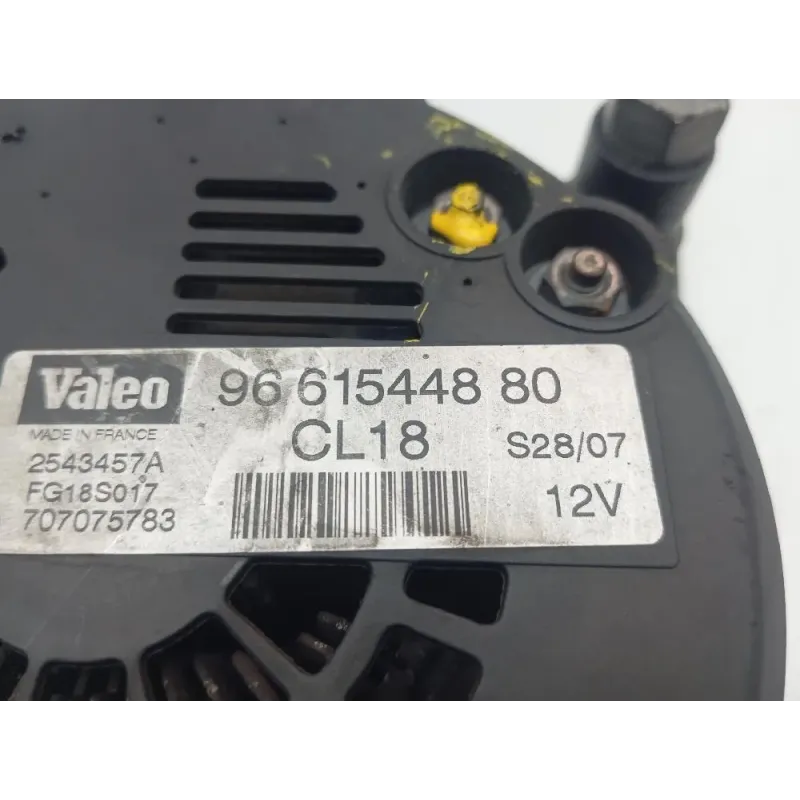 Valeo
96 615448 80
MADE IN FRANCE
CL18
S28/07
2543457A
FG18S017
12V
707075783